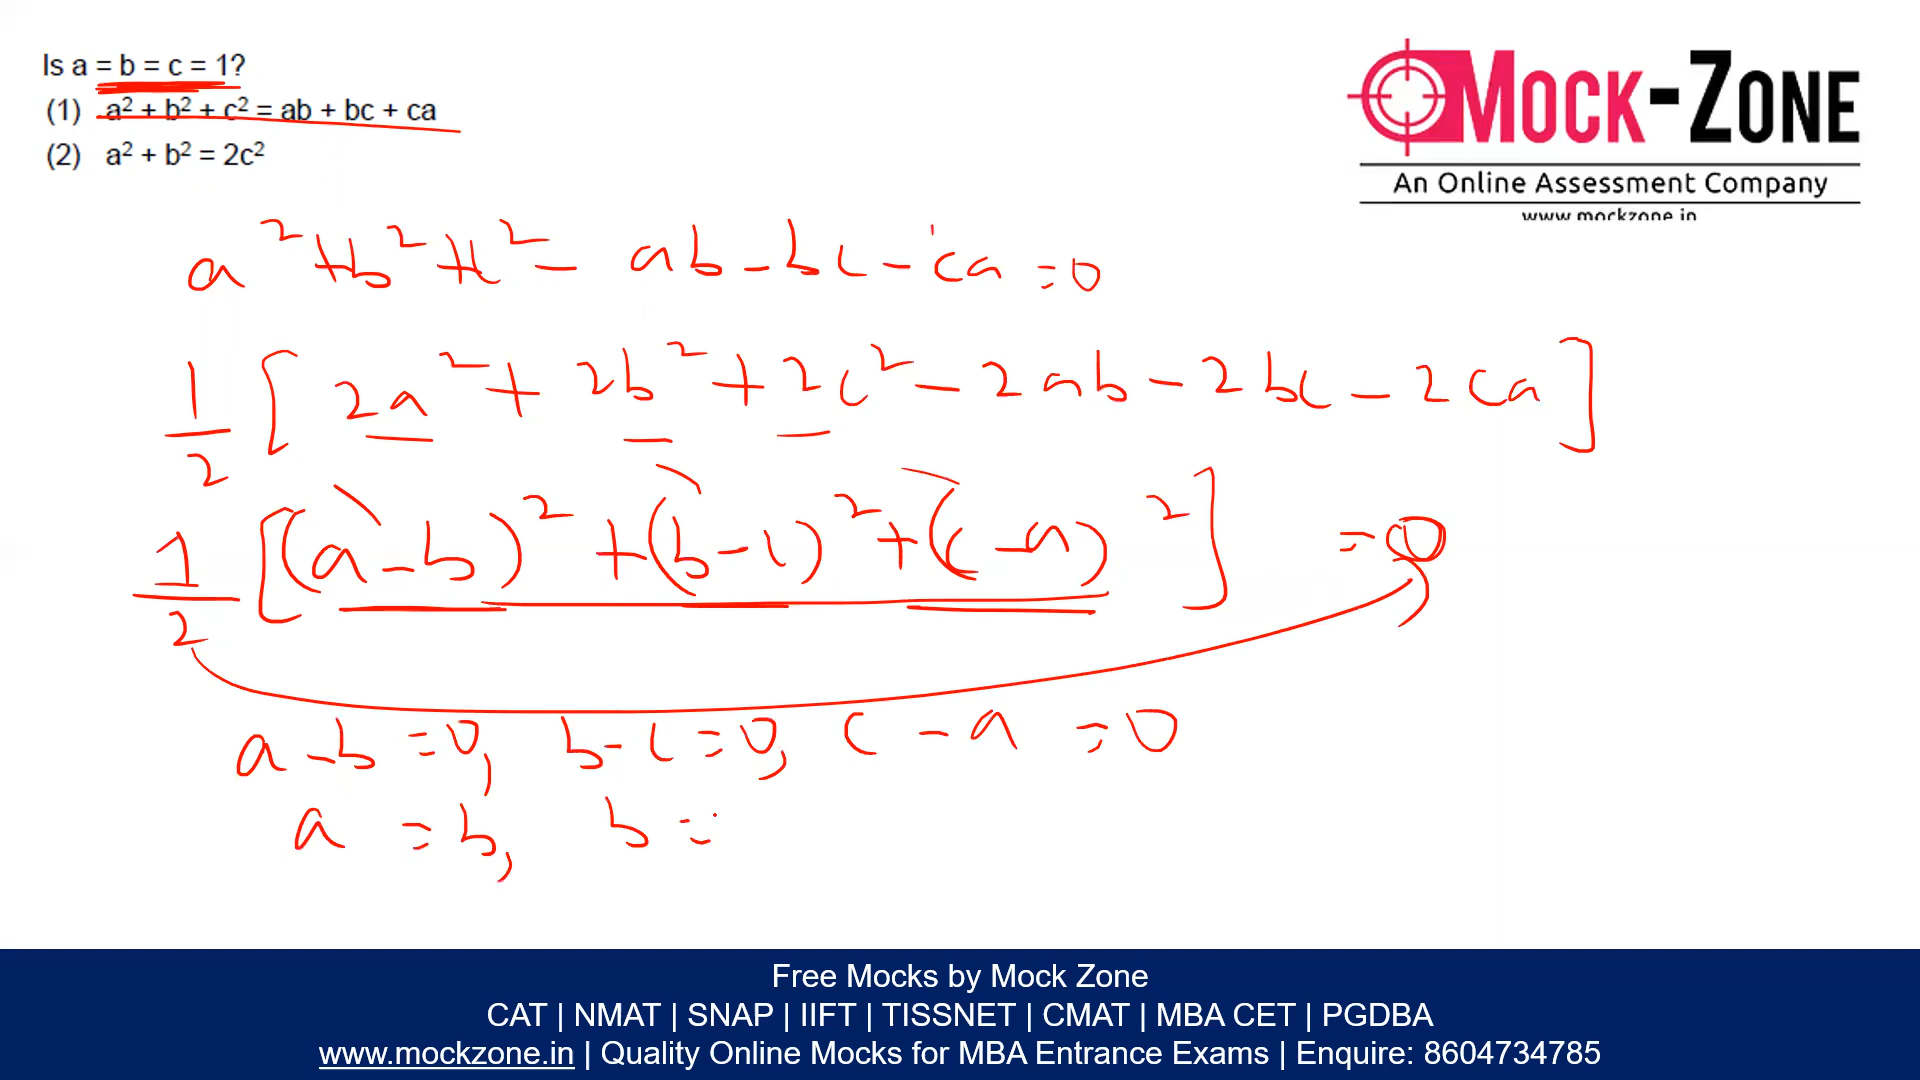 Is a = b = c = 1?
(1) a² + b² + c² = ab + bc + ca
(2) a² + b² = 2c²
MOCK-ZONE
An Online Assessment Company
www.mockzone.in
a² + b² + c² - ab - bc - ca = 0
1/2 [2a² + 2b² + 2c² - 2ab - 2bc - 2ca]
1/2 [(a-b)² + (b-c)² + (c-a)²] = 0
a - b = 0, b - c = 0, c - a = 0
a = b, b =
Free Mocks by Mock Zone
CAT | NMAT | SNAP | IIFT | TISSNET | CMAT | MBA CET | PGDBA
www.mockzone.in | Quality Online Mocks for MBA Entrance Exams | Enquire: 8604734785